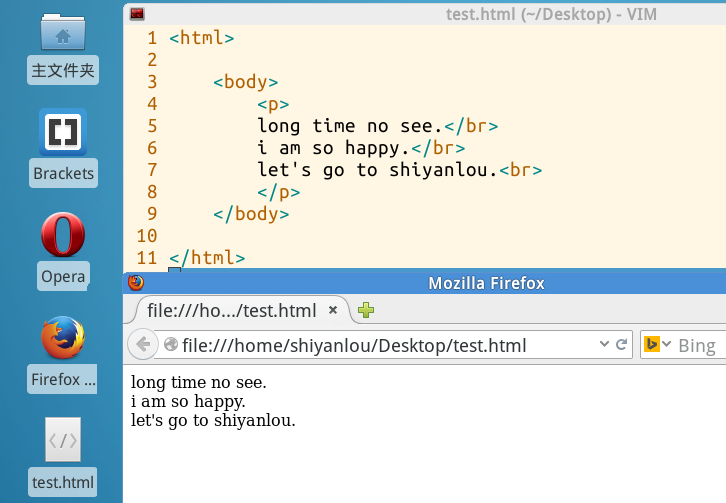 主文件夹
Brackets
Opera
Firefox ...
test.html
test.html (~/Desktop) - VIM
1 <html>
2
3 <body>
4 <p>
5 long time no see.</br>
6 i am so happy.</br>
7 let's go to shiyanlou.<br>
8 </p>
9 </body>
10
11 </html>
Mozilla Firefox
file:///ho.../test.html
file:///home/shiyanlou/Desktop/test.html
Bing
long time no see.
i am so happy.
let's go to shiyanlou.